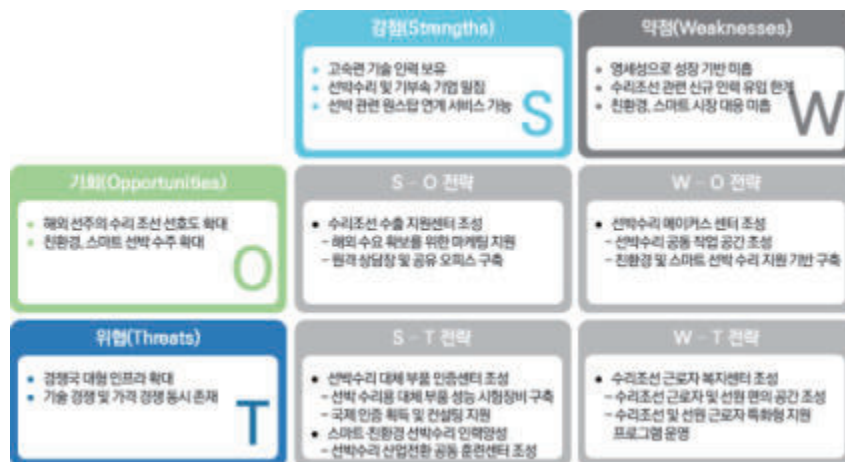 강점(Strengths)
• 고숙련 기술 인력 보유
• 선박수리 및 기부속 기업 밀집
• 선박 관련 원스탑 연계 서비스 가능
S
약점(Weaknesses)
• 영세성으로 성장 기반 미흡
• 수리조선 관련 신규 인력 유입 한계
• 친환경, 스마트 시장 대응 미흡
W
기회(Opportunities)
• 해외 선주의 수리 조선 선호도 확대
• 친환경, 스마트 선박 수주 확대
O
S - O 전략
• 수리조선 수출 지원센터 조성
- 해외 수요 확보를 위한 마케팅 지원
- 원격 상담장 및 공유 오피스 구축
W - O 전략
• 선박수리 메이커스 센터 조성
- 선박수리 공동 작업 공간 조성
- 친환경 및 스마트 선박 수리 지원 기반 구축
위협(Threats)
• 경쟁국 대형 인프라 확대
• 기술 경쟁 및 가격 경쟁 동시 존재
T
S - T 전략
• 선박수리 대체 부품 인증센터 조성
- 선박 수리용 대체 부품 성능 시험장비 구축
- 국제 인증 획득 및 컨설팅 지원
• 스마트·친환경 선박수리 인력양성
- 선박수리 산업전환 공동 훈련센터 조성
W - T 전략
• 수리조선 근로자 복지센터 조성
- 수리조선 근로자 및 선원 편의 공간 조성
- 수리조선 및 선원 근로자 특화형 지원
프로그램 운영